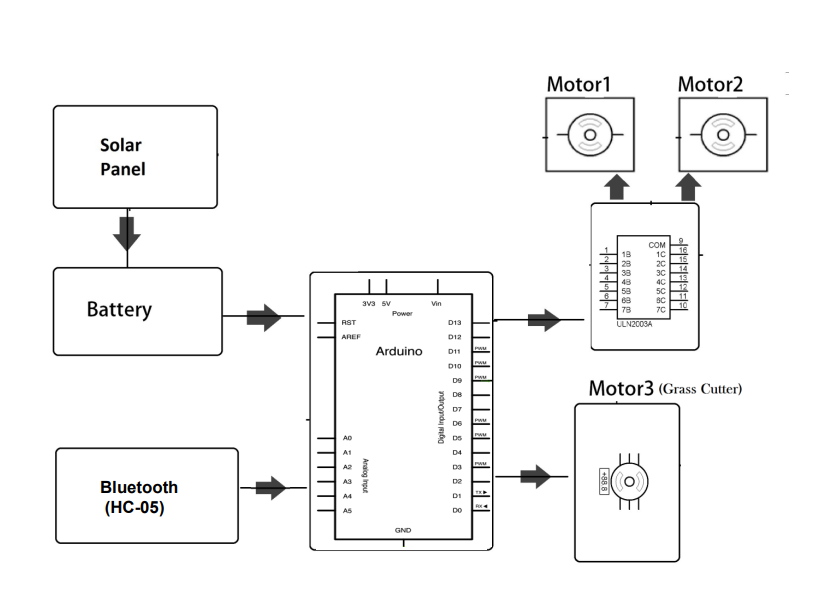 Motor1
Motor2
Solar
Panel
Battery
Bluetooth
(HC-05)
3V3 5V Vin
Power
Arduino
RST
AREF
D13
D12
D11 PWM
D10 PWM
D9 PWM
D8
D7
D6 PWM
D5 PWM
D4
D3 PWM
D2
D1 TX ▶
D0 RX ◀
Digital Input/Output
A0
A1
A2
A3
A4
A5
Analog Input
GND
COM 9
1 1B 1C 16
2 2B 2C 15
3 3B 3C 14
4 4B 4C 13
5 5B 5C 12
6 6B 6C 11
7 7B 7C 10
ULN2003A
Motor3 (Grass Cutter)
+88.8